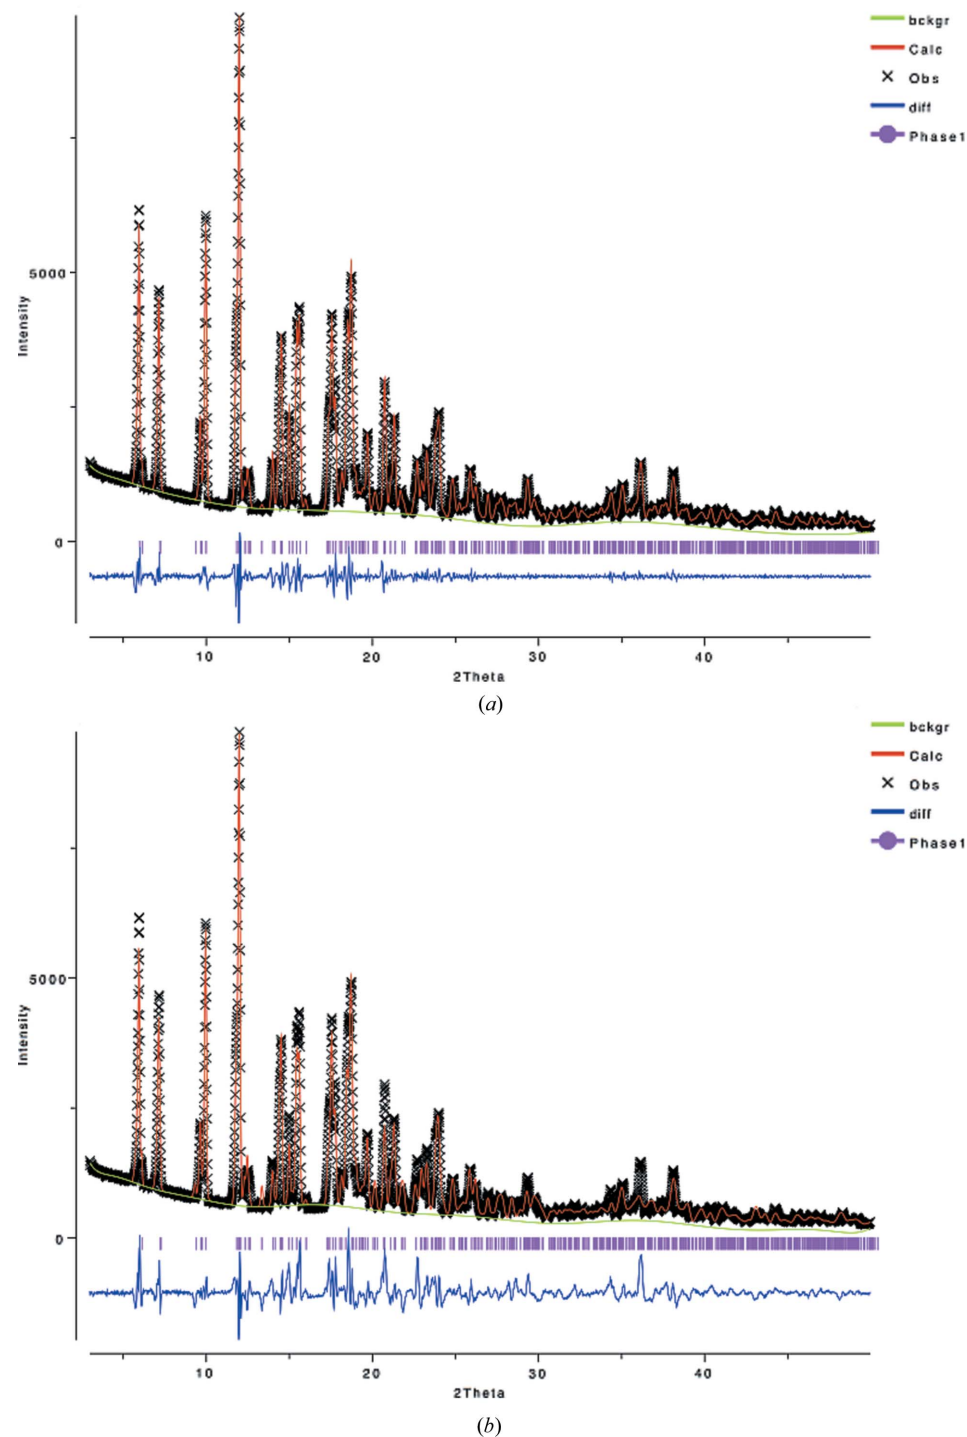 bckgr
Calc
Obs
diff
Phase1
Intensity
5000
0
10 20 30 40
2Theta
(a)
bckgr
Calc
Obs
diff
Phase1
Intensity
5000
0
10 20 30 40
2Theta
(b)